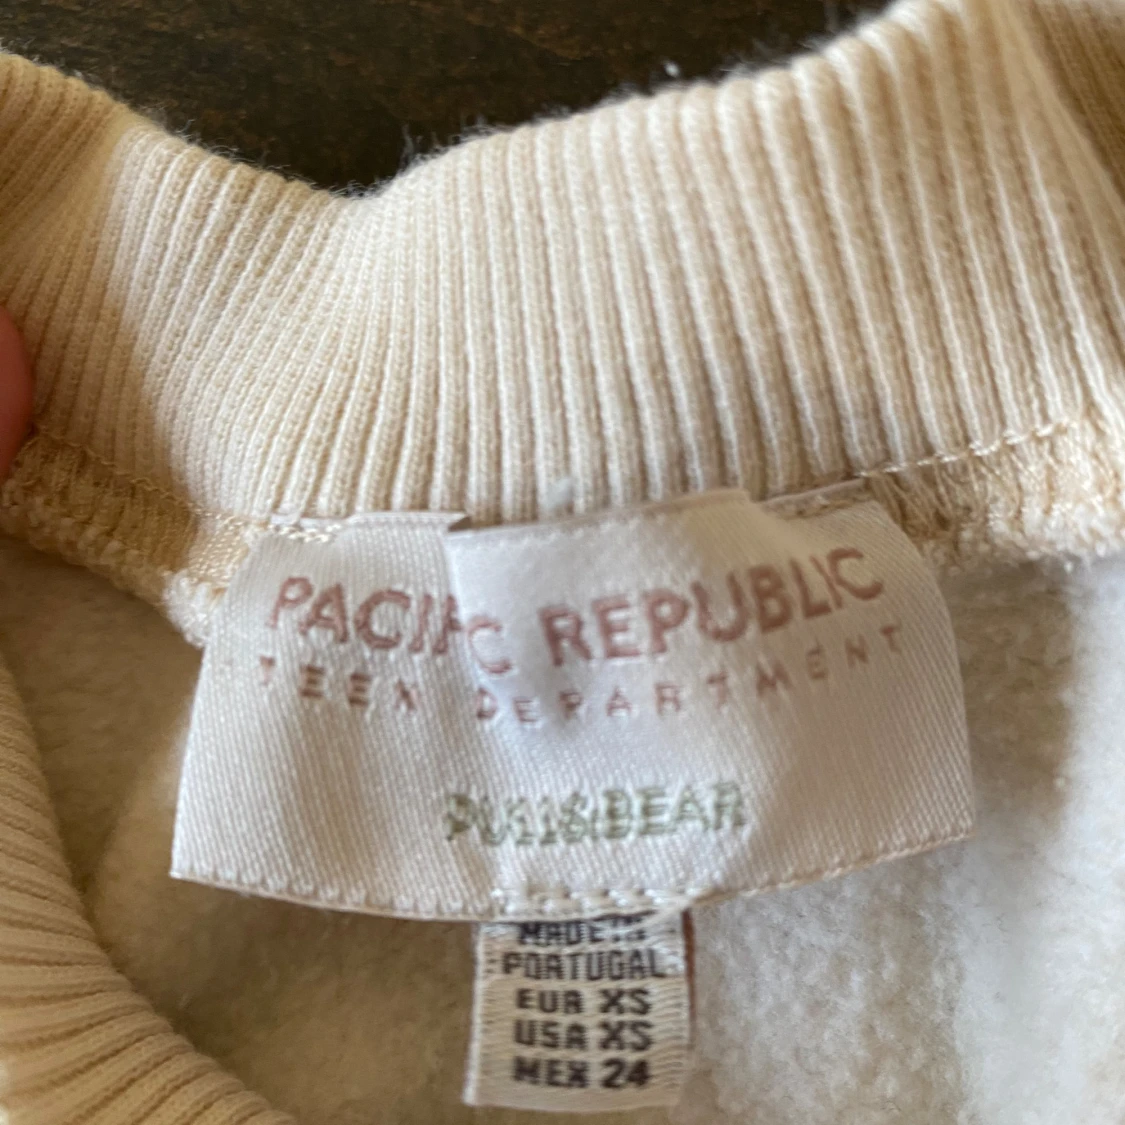 PACIFIC REPUBLIC
TEEN DEPARTMENT
PULL&BEAR
MADE IN
PORTUGAL
EUR XS
USA XS
MEX 24